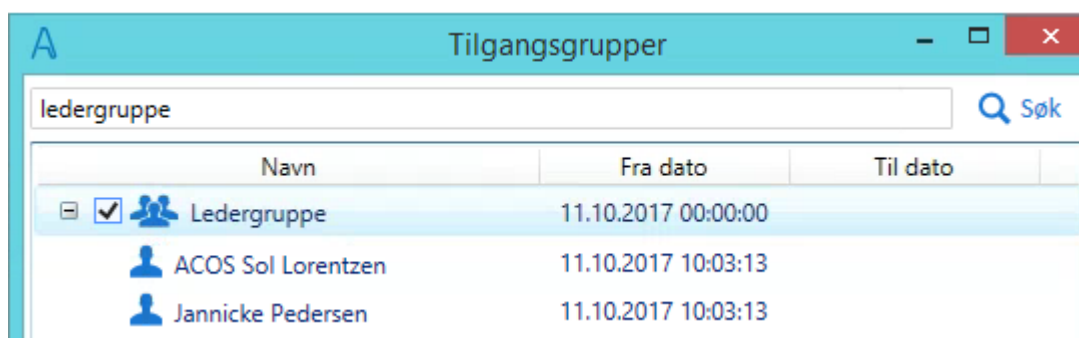 Tilgangsgrupper
ledergruppe Søk
Navn Fra dato Til dato
Ledergruppe 11.10.2017 00:00:00
ACOS Sol Lorentzen 11.10.2017 10:03:13
Jannicke Pedersen 11.10.2017 10:03:13